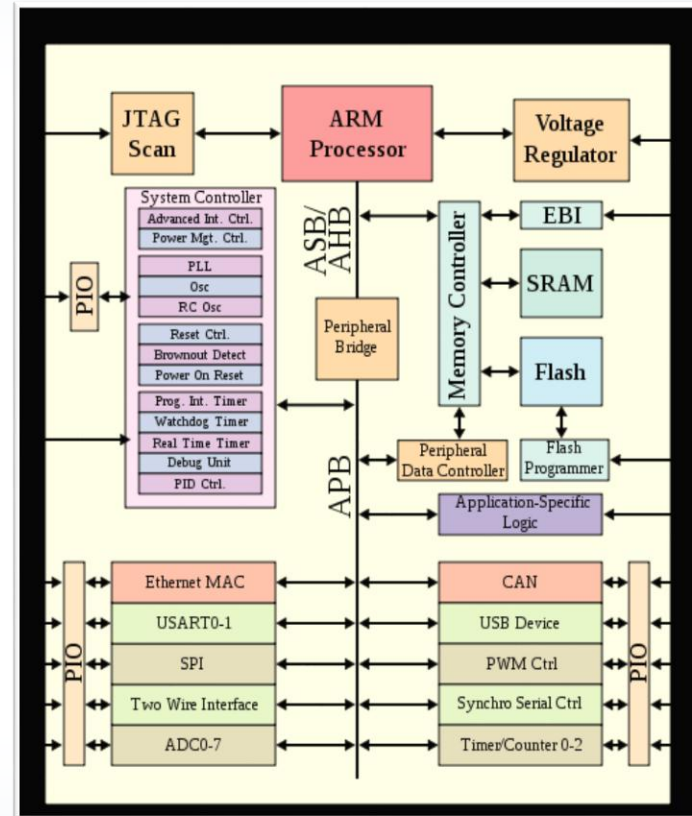 JTAG
Scan
ARM
Processor
Voltage
Regulator
System Controller
Advanced Int. Ctrl.
Power Mgt. Ctrl.
PLL
Osc
RC Osc
Reset Ctrl.
Brownout Detect
Power On Reset
Prog. Int. Timer
Watchdog Timer
Real Time Timer
Debug Unit
PID Ctrl.
PIO
ASB/
AHB
Peripheral
Bridge
APB
Memory Controller
EBI
SRAM
Flash
Peripheral
Data Controller
Flash
Programmer
Application-Specific
Logic
PIO
Ethernet MAC
USART0-1
SPI
Two Wire Interface
ADC0-7
CAN
USB Device
PWM Ctrl
Synchro Serial Ctrl
Timer/Counter 0-2
PIO